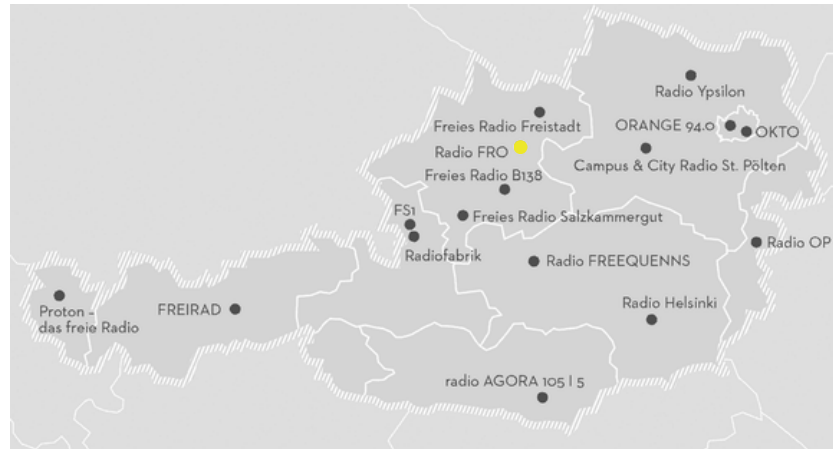 Radio Ypsilon
Freies Radio Freistadt
ORANGE 94.0
OKTO
Radio FRO
Campus & City Radio St. Pölten
Freies Radio B138
FS1
Freies Radio Salzkammergut
Radiofabrik
Radio OP
Radio FREEQUENNS
Proton –
das freie Radio
FREIRAD
Radio Helsinki
radio AGORA 105 | 5